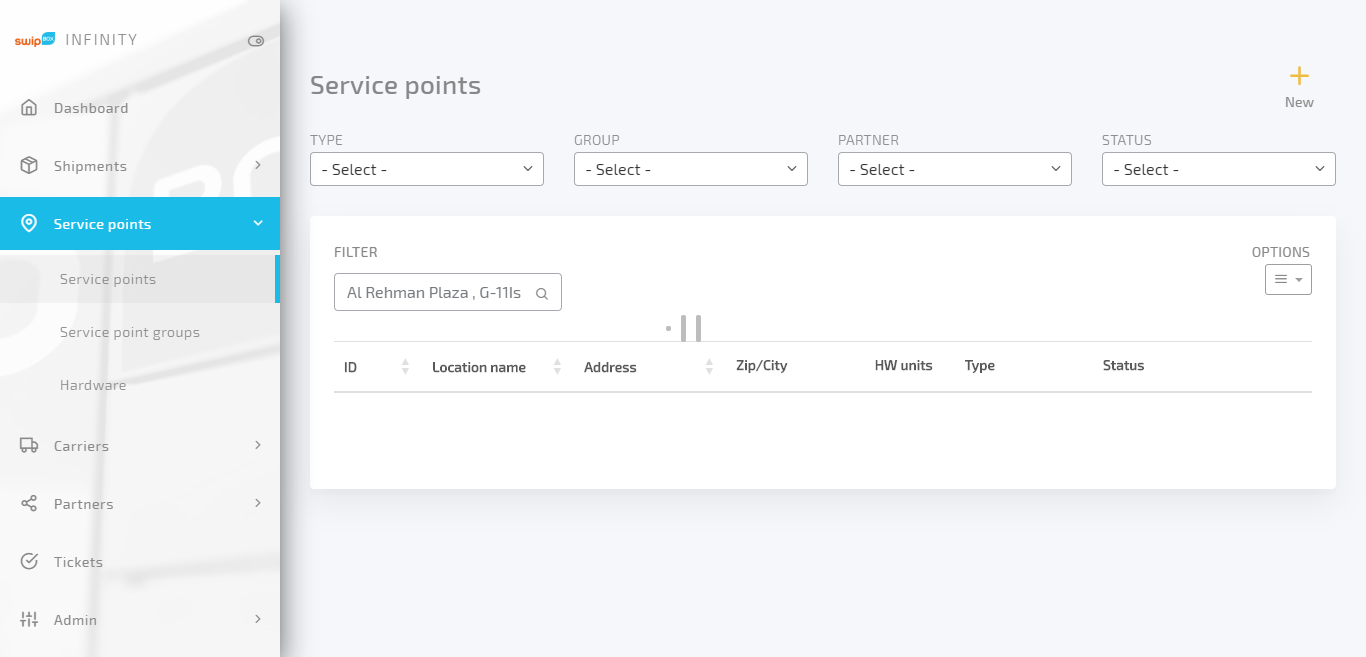 swip BOX INFINITY
Dashboard
Shipments
Service points
Service points
Service point groups
Hardware
Carriers
Partners
Tickets
Admin
Service points
New
TYPE GROUP PARTNER STATUS
- Select - - Select - - Select - - Select -
FILTER OPTIONS
Al Rehman Plaza , G-11Is
ID Location name Address Zip/City HW units Type Status